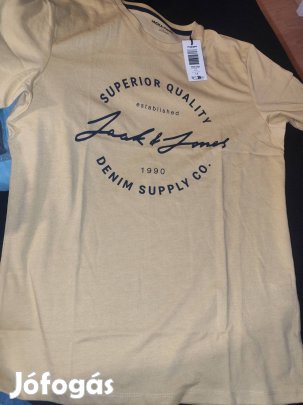 SUPERIOR QUALITY
established
Jack & Jones
1990
DENIM SUPPLY CO.
Jófogás